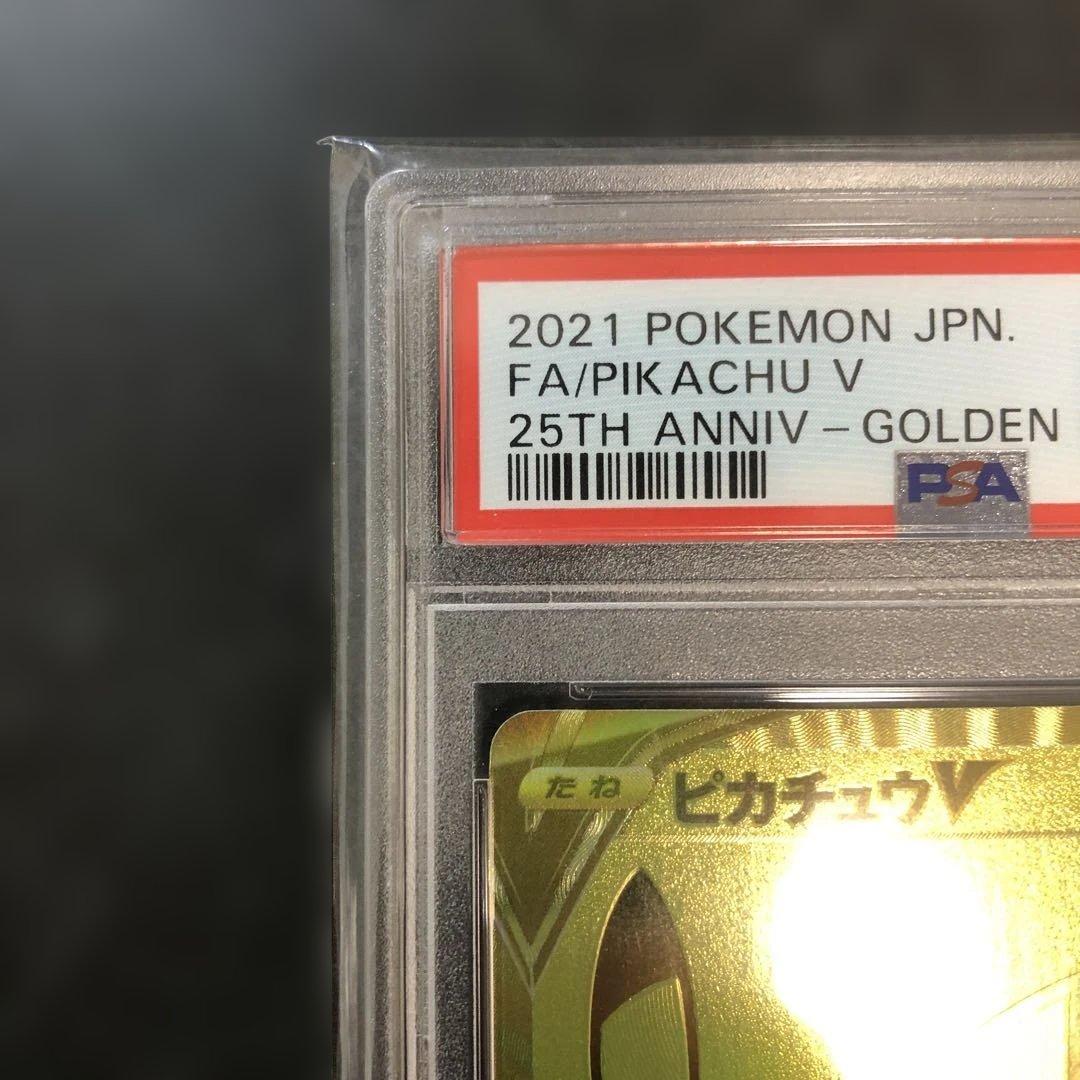 2021 POKEMON JPN.
FA/PIKACHU V
25TH ANNIV-GOLDEN
PSA
たね ピカチュウV